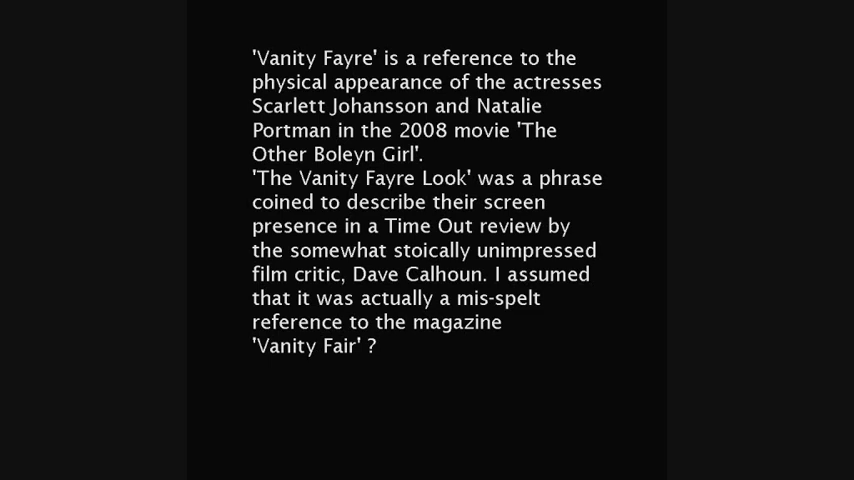 'Vanity Fayre' is a reference to the
physical appearance of the actresses
Scarlett Johansson and Natalie
Portman in the 2008 movie 'The
Other Boleyn Girl'.
'The Vanity Fayre Look' was a phrase
coined to describe their screen
presence in a Time Out review by
the somewhat stoically unimpressed
film critic, Dave Calhoun. I assumed
that it was actually a mis-spelt
reference to the magazine
'Vanity Fair' ?